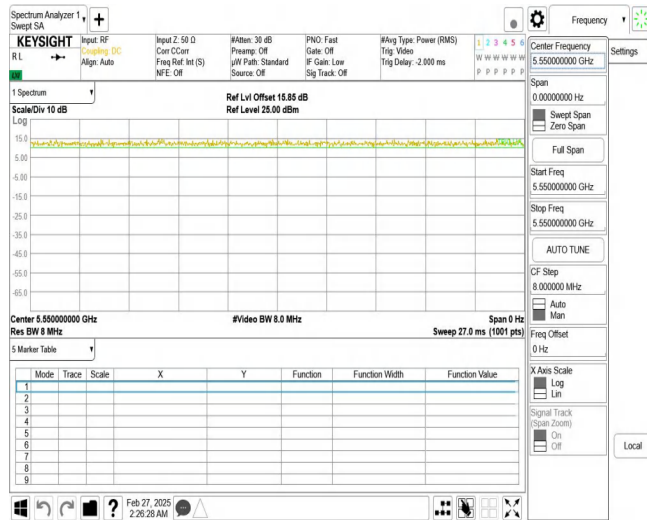 Spectrum Analyzer 1
Swept SA
Frequency
KEYSIGHT
RL
Input: RF
Coupling: DC
Align: Auto
Input Z: 50 Ω
Corr CCorr
Freq Ref: Int (S)
NFE: Off
#Atten: 30 dB
Preamp: Off
µW Path: Standard
Source: Off
PNO: Fast
Gate: Off
IF Gain: Low
Sig Track: Off
#Avg Type: Power (RMS)
Trig: Video
Trig Delay: -2.000 ms
1 2 3 4 5 6
W W W W W W
P P P P P P
1 Spectrum
Scale/Div 10 dB
Ref Lvl Offset 15.85 dB
Ref Level 25.00 dBm
Log
15.0
5.00
-5.00
-15.0
-25.0
-35.0
-45.0
-55.0
-65.0
Center 5.550000000 GHz
#Video BW 8.0 MHz
Span 0 Hz
Res BW 8 MHz
Sweep 27.0 ms (1001 pts)
5 Marker Table
Mode Trace Scale X Y Function Function Width Function Value
1
2
3
4
5
6
7
8
9
Feb 27, 2025
2:26:28 AM
Center Frequency
5.550000000 GHz
Settings
Span
0.00000000 Hz
Swept Span
Zero Span
Full Span
Start Freq
5.550000000 GHz
Stop Freq
5.550000000 GHz
AUTO TUNE
CF Step
8.000000 MHz
Auto
Man
Freq Offset
0 Hz
X Axis Scale
Log
Lin
Signal Track
(Span Zoom)
On
Off
Local